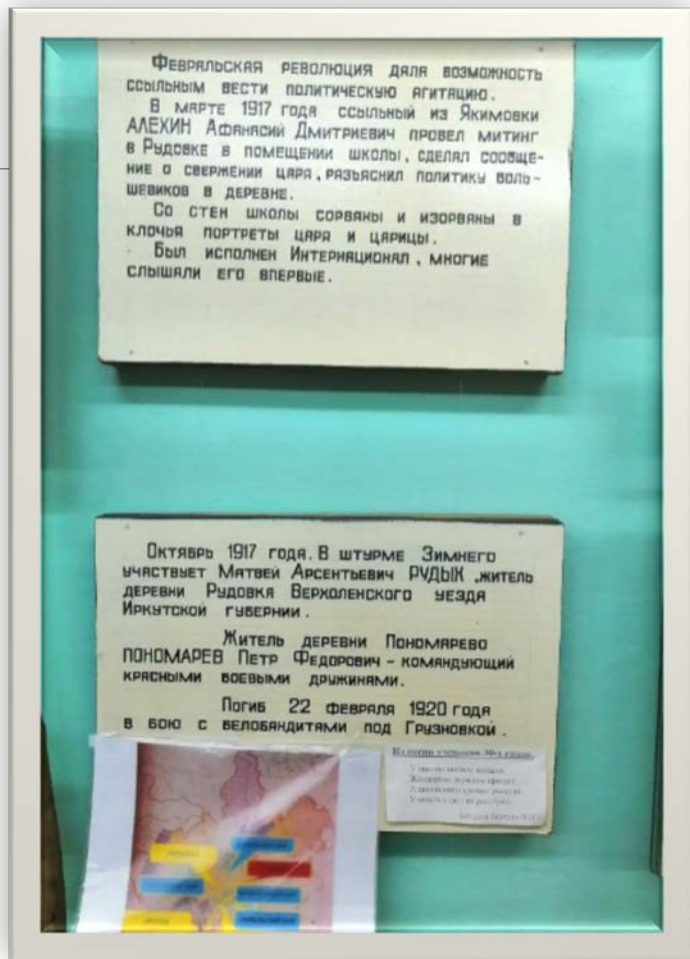 Февральская революция дала возможность
ссыльным вести политическую агитацию.
В марте 1917 года ссыльный из Якимовки
АЛЕХИН Афанасий Дмитриевич провел митинг
в Рудовке в помещении школы, сделал сообще-
ние о свержении царя, разъяснил политику боль-
шевиков в деревне.
Со стен школы сорваны и изорваны в
клочья портреты царя и царицы.
Был исполнен Интернационал, многие
слышали его впервые.
Октябрь 1917 года. В штурме Зимнего
участвует Матвей Арсентьевич РУДЫХ, житель
деревни Рудовка Верхоленского уезда
Иркутской губернии.
Житель деревни Пономарево
ПОНОМАРЕВ Петр Федорович - командующий
красными боевыми дружинами.
Погиб 22 февраля 1920 года
в бою с белобандитами под Грузновкой.